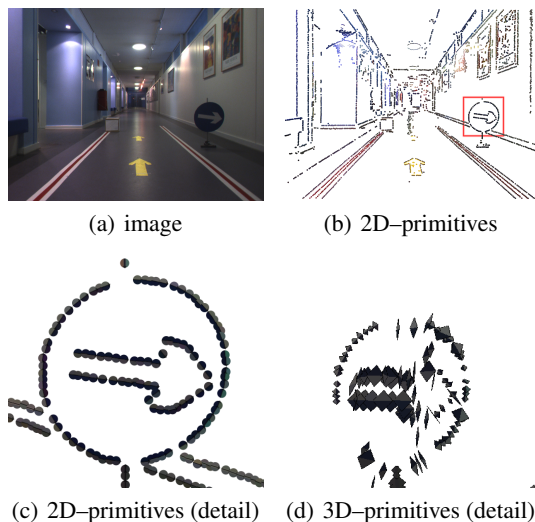 (a) image
(b) 2D–primitives
(c) 2D–primitives (detail)
(d) 3D–primitives (detail)